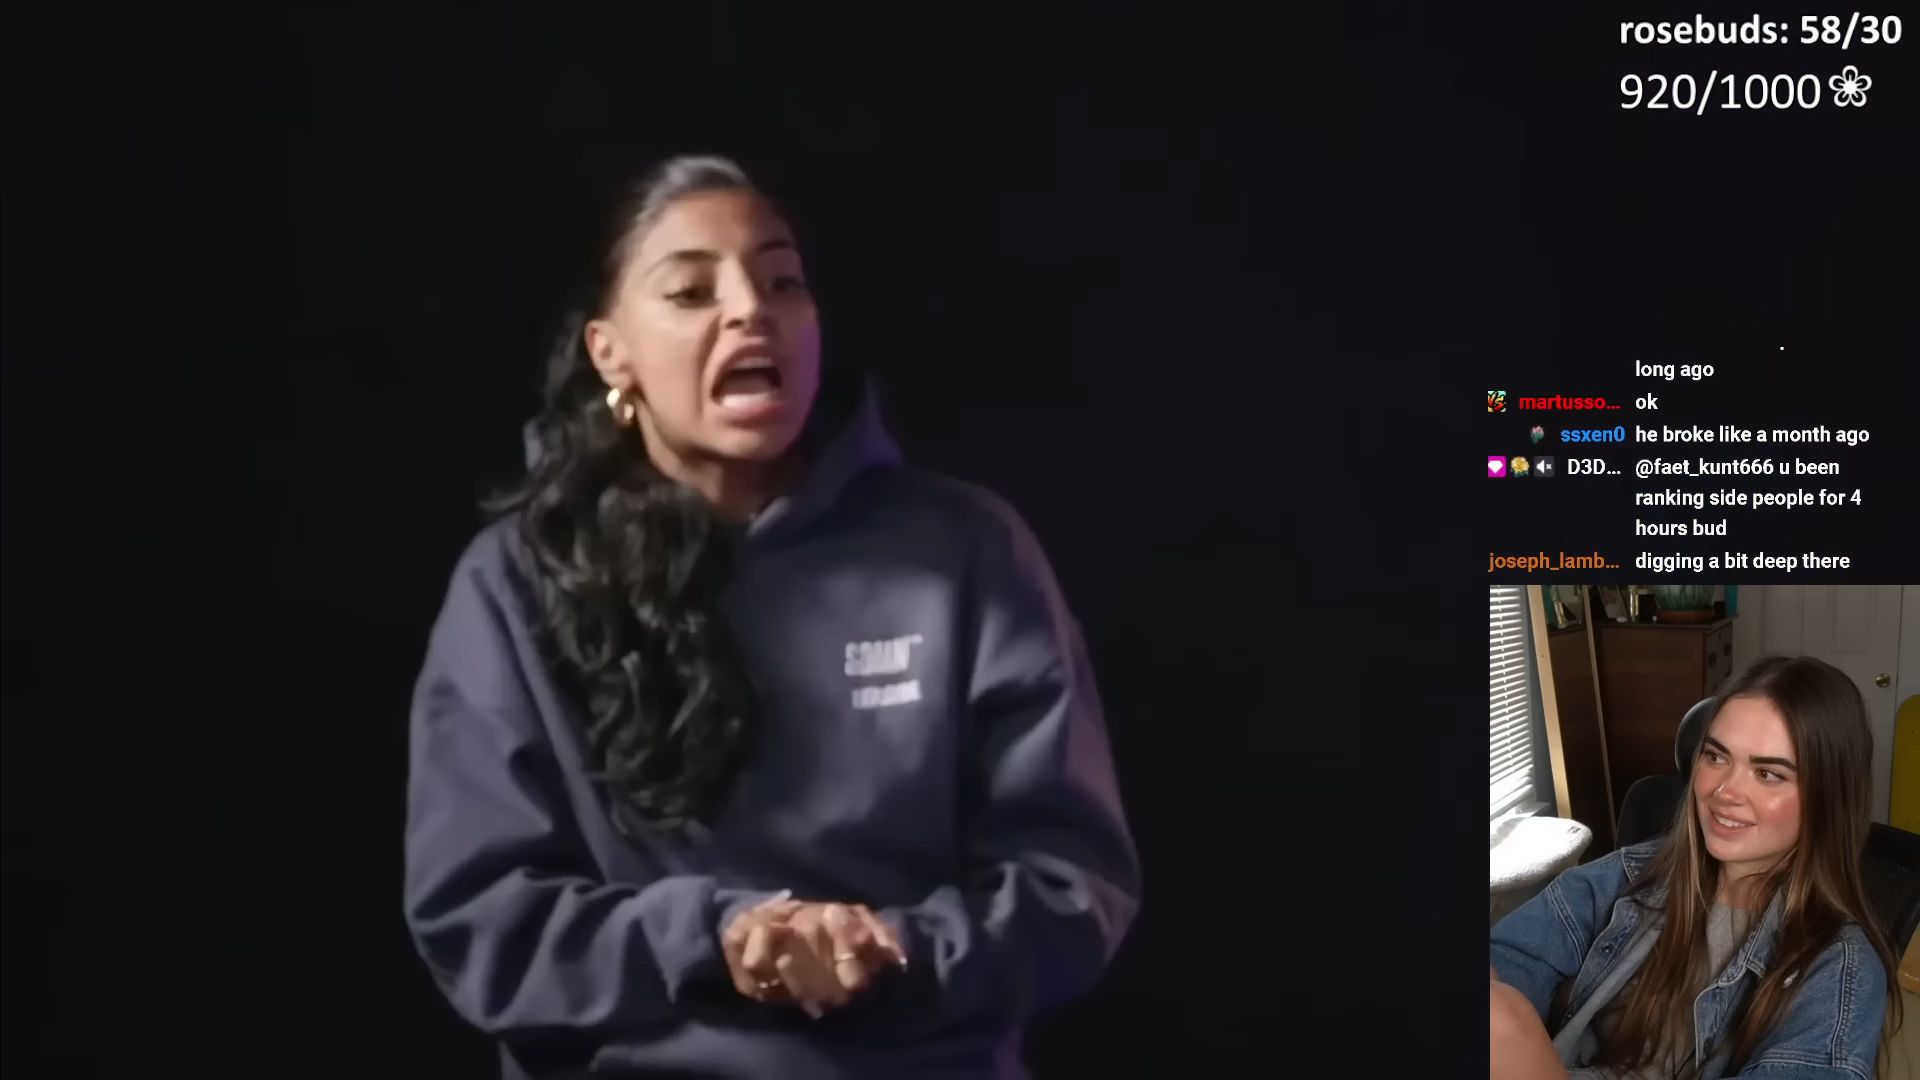 rosebuds: 58/30
920/1000
long ago
martusso... ok
ssxen0 he broke like a month ago
D3D... @faet_kunt666 u been
ranking side people for 4
hours bud
joseph_lamb... digging a bit deep there